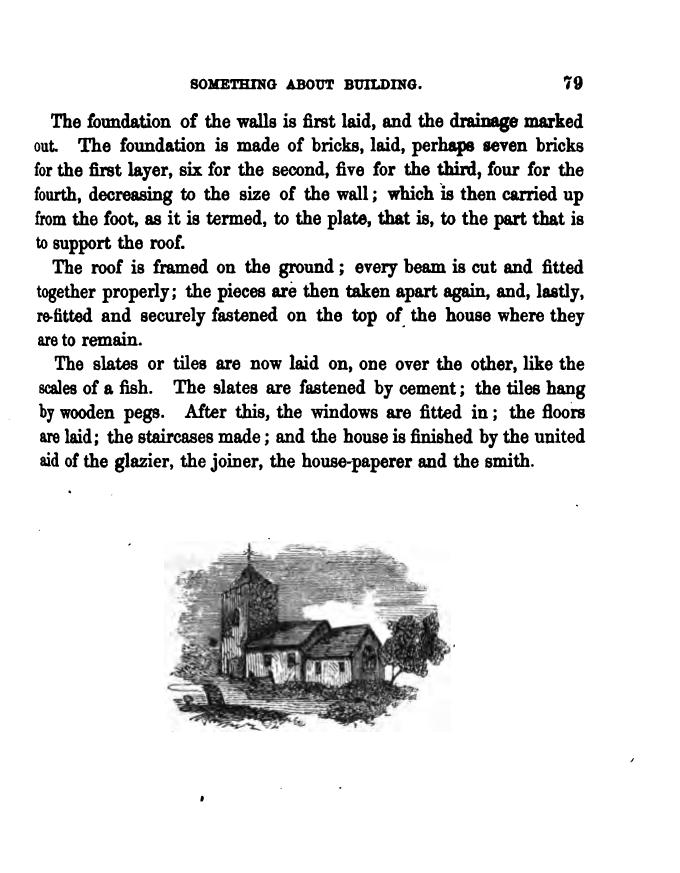 SOMETHING ABOUT BUILDING. 79
The foundation of the walls is first laid, and the drainage marked
out. The foundation is made of bricks, laid, perhaps seven bricks
for the first layer, six for the second, five for the third, four for the
fourth, decreasing to the size of the wall; which is then carried up
from the foot, as it is termed, to the plate, that is, to the part that is
to support the roof.
The roof is framed on the ground; every beam is cut and fitted
together properly; the pieces are then taken apart again, and, lastly,
re-fitted and securely fastened on the top of the house where they
are to remain.
The slates or tiles are now laid on, one over the other, like the
scales of a fish. The slates are fastened by cement; the tiles hang
by wooden pegs. After this, the windows are fitted in; the floors
are laid; the staircases made; and the house is finished by the united
aid of the glazier, the joiner, the house-paperer and the smith.